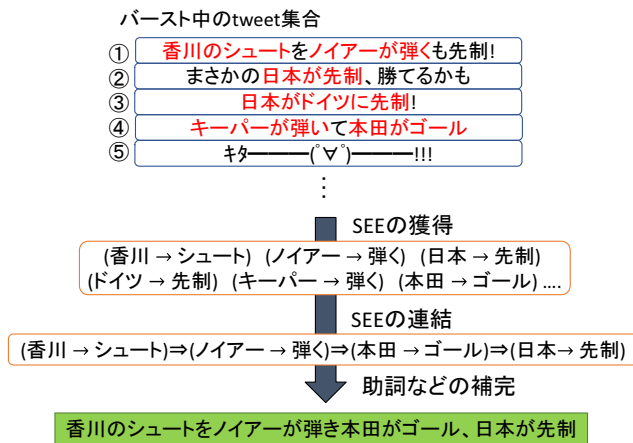 バースト中のtweet集合
① 香川のシュートをノイアーが弾くも先制!
② まさかの日本が先制、勝てるかも
③ 日本がドイツに先制!
④ キーパーが弾いて本田がゴール
⑤ ｷﾀ━━━(ﾟ∀ﾟ)━━━!!!
⋮
SEEの獲得
(香川 → シュート) (ノイアー → 弾く) (日本 → 先制)
(ドイツ → 先制) (キーパー → 弾く) (本田 → ゴール) ....
SEEの連結
(香川 → シュート)⇒(ノイアー → 弾く)⇒(本田 → ゴール)⇒(日本→ 先制)
助詞などの補完
香川のシュートをノイアーが弾き本田がゴール、日本が先制